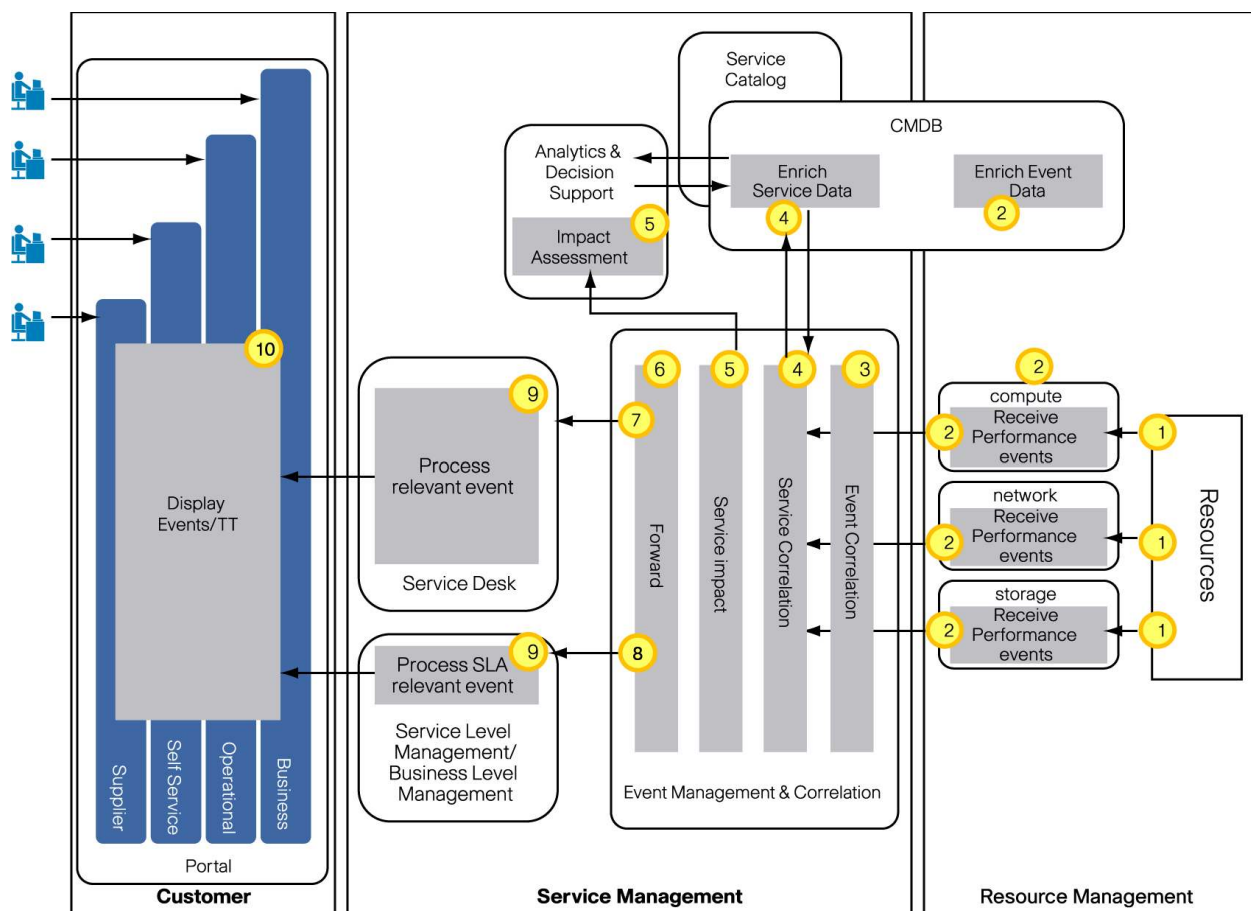 Service
Catalog
CMDB
Enrich
Service Data
4
Enrich Event
Data
2
Analytics &
Decision
Support
5
Impact
Assessment
10
Display
Events/TT
Supplier
Self Service
Operational
Business
Portal
Customer
9
Process
relevant event
Service Desk
9
Process SLA
relevant event
Service Level
Management/
Business Level
Management
6
7
8
Forward
5
Service impact
4
Service Correlation
3
Event Correlation
Event Management & Correlation
Service Management
2
compute
2
Receive
Performance
events
1
network
2
Receive
Performance
events
1
storage
2
Receive
Performance
events
1
Resources
Resource Management